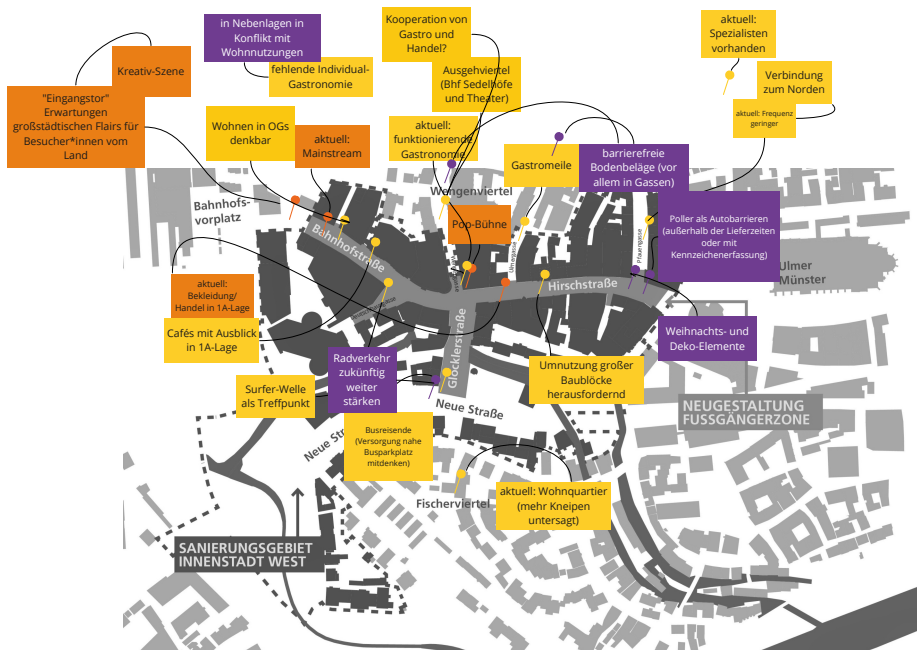 in Nebenlagen in
Konflikt mit
Wohnnutzungen
Kooperation von
Gastro und
Handel?
aktuell:
Spezialisten
vorhanden
Kreativ-Szene
fehlende Individual-
Gastronomie
Ausgehviertel
(Bhf Sedelhöfe
und Theater)
Verbindung
zum Norden
"Eingangstor"
Erwartungen
großstädtischen Flairs für
Besucher*innen vom
Land
Wohnen in OGs
denkbar
aktuell:
Mainstream
aktuell:
funktionierende
Gastronomie
aktuell: Frequenz
geringer
Gastromeile
barrierefreie
Bodenbeläge (vor
allem in Gassen)
Wengenviertel
Bahnhofs-
vorplatz
Pop-Bühne
Poller als Autobarrieren
(außerhalb der Lieferzeiten
oder mit
Kennzeichenerfassung)
Bahnhofstraße
Ulmergasse
Pfauengasse
Ulmer
Münster
aktuell:
Bekleidung/
Handel in 1A-Lage
Hirschstraße
Cafés mit Ausblick
in 1A-Lage
Glöcklerstraße
Weihnachts- und
Deko-Elemente
Radverkehr
zukünftig
weiter
stärken
Umnutzung großer
Baublöcke
herausfordernd
Surfer-Welle
als Treffpunkt
Neue Straße
NEUGESTALTUNG
FUSSGÄNGERZONE
Neue Str
Busreisende
(Versorgung nahe
Busparkplatz
mitdenken)
aktuell: Wohnquartier
(mehr Kneipen
untersagt)
Fischerviertel
SANIERUNGSGEBIET
INNENSTADT WEST